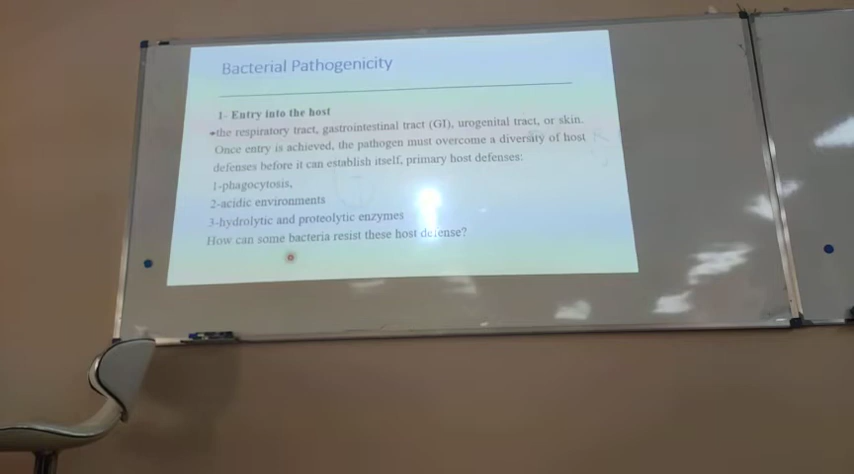 Bacterial Pathogenicity
1- Entry into the host
•the respiratory tract, gastrointestinal tract (GI), urogenital tract, or skin.
Once entry is achieved, the pathogen must overcome a diversity of host
defenses before it can establish itself, primary host defenses:
1-phagocytosis,
2-acidic environments
3-hydrolytic and proteolytic enzymes
How can some bacteria resist these host defense?